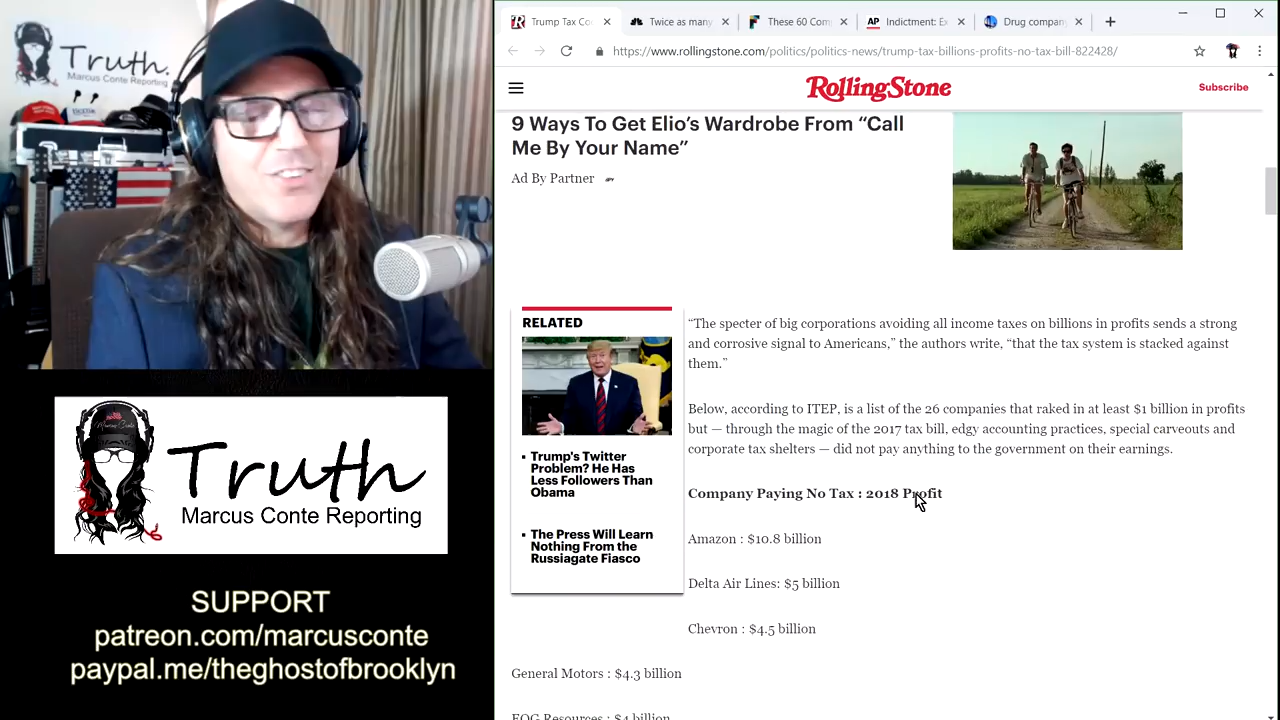 Truth.
Marcus Conte Reporting
Truth
Marcus Conte Reporting
SUPPORT
patreon.com/marcusconte
paypal.me/theghostofbrooklyn
Trump Tax Co
Twice as many
These 60 Com
AP
Indictment: Ex
Drug compan
https://www.rollingstone.com/politics/politics-news/trump-tax-billions-profits-no-tax-bill-822428/
RollingStone
Subscribe
9 Ways To Get Elio’s Wardrobe From “Call
Me By Your Name”
Ad By Partner
RELATED
Trump's Twitter
Problem? He Has
Less Followers Than
Obama
The Press Will Learn
Nothing From the
Russiagate Fiasco
“The specter of big corporations avoiding all income taxes on billions in profits sends a strong
and corrosive signal to Americans,” the authors write, “that the tax system is stacked against
them.”
Below, according to ITEP, is a list of the 26 companies that raked in at least $1 billion in profits
but — through the magic of the 2017 tax bill, edgy accounting practices, special carveouts and
corporate tax shelters — did not pay anything to the government on their earnings.
Company Paying No Tax : 2018 Profit
Amazon : $10.8 billion
Delta Air Lines: $5 billion
Chevron : $4.5 billion
General Motors : $4.3 billion
EOG Resources : $4 billion